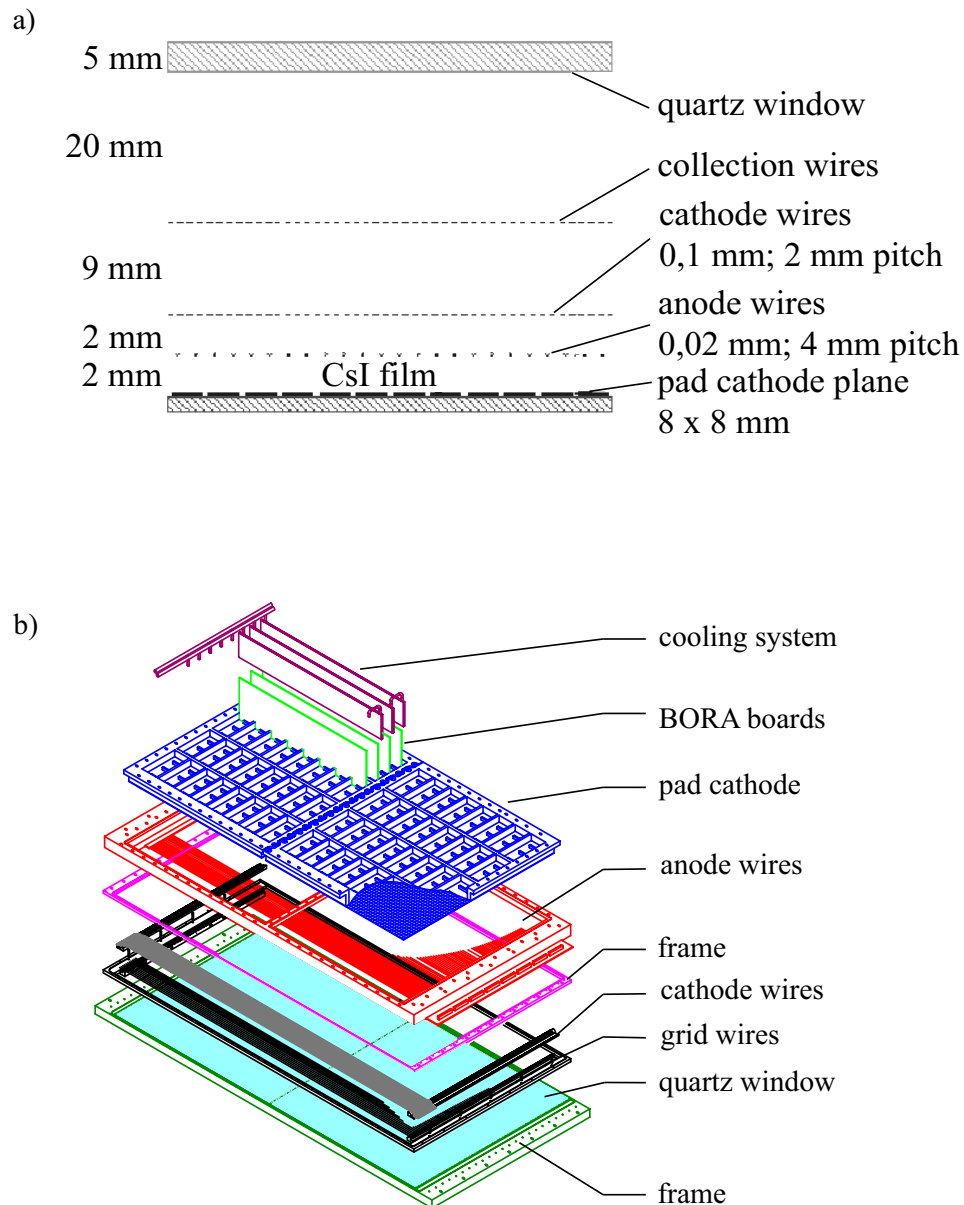 a)
5 mm
quartz window
20 mm
collection wires
cathode wires
0,1 mm; 2 mm pitch
9 mm
anode wires
2 mm
0,02 mm; 4 mm pitch
2 mm
CsI film
pad cathode plane
8 x 8 mm
b)
cooling system
BORA boards
pad cathode
anode wires
frame
cathode wires
grid wires
quartz window
frame